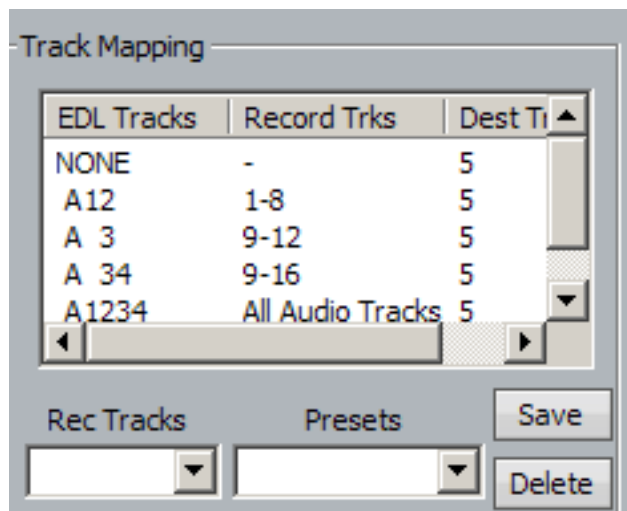 Track Mapping
EDL Tracks Record Trks Dest
NONE - 5
A12 1-8 5
A 3 9-12 5
A 34 9-16 5
A1234 All Audio Tracks 5
Rec Tracks Presets Save
Delete